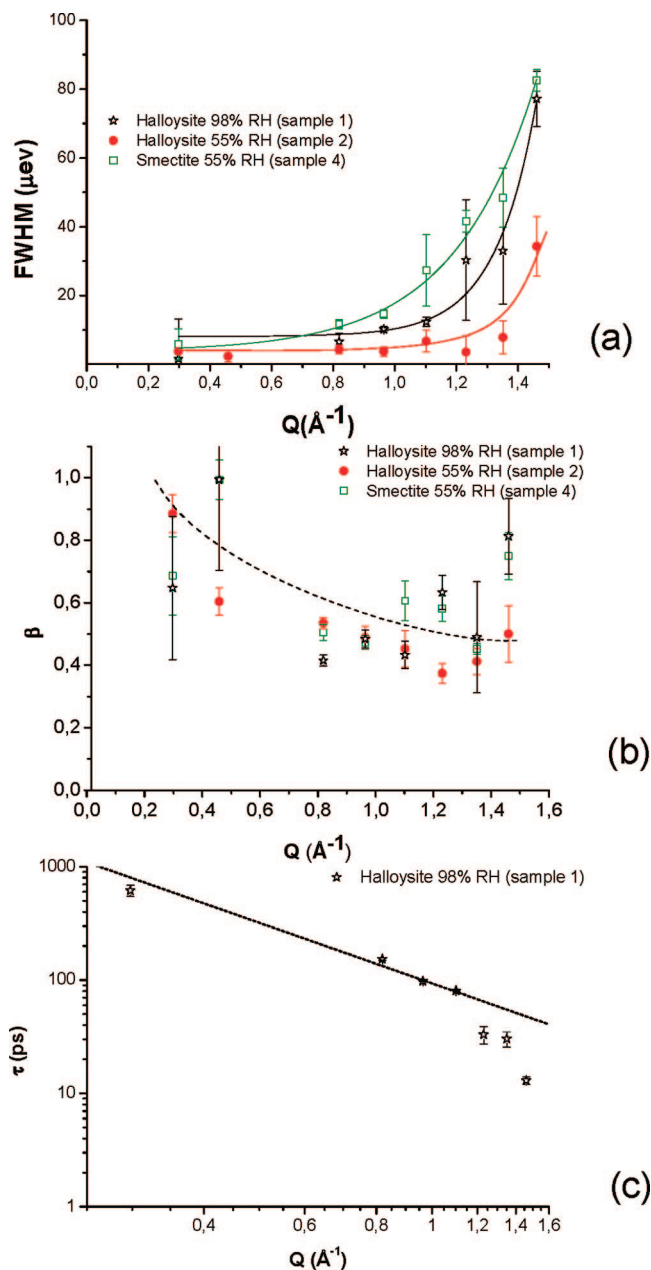 100
80
60
40
20
FWHM (μev)
Halloysite 98% RH (sample 1)
Halloysite 55% RH (sample 2)
Smectite 55% RH (sample 4)
(a)
0,0 0,2 0,4 0,6 0,8 1,0 1,2 1,4
Q(Å⁻¹)
1,0
0,8
0,6
0,4
0,2
0,0
β
Halloysite 98% RH (sample 1)
Halloysite 55% RH (sample 2)
Smectite 55% RH (sample 4)
(b)
0,0 0,2 0,4 0,6 0,8 1,0 1,2 1,4 1,6
Q (Å⁻¹)
1000
100
10
1
τ (ps)
Halloysite 98% RH (sample 1)
(c)
0,4 0,8 1 1,2 1,4 1,6
Q (Å⁻¹)